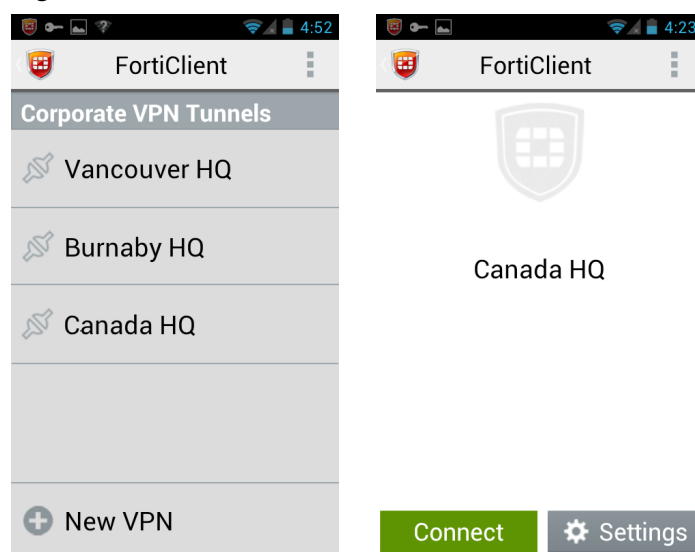 4:52
FortiClient
Corporate VPN Tunnels
Vancouver HQ
Burnaby HQ
Canada HQ
New VPN
4:23
FortiClient
Canada HQ
Connect
Settings